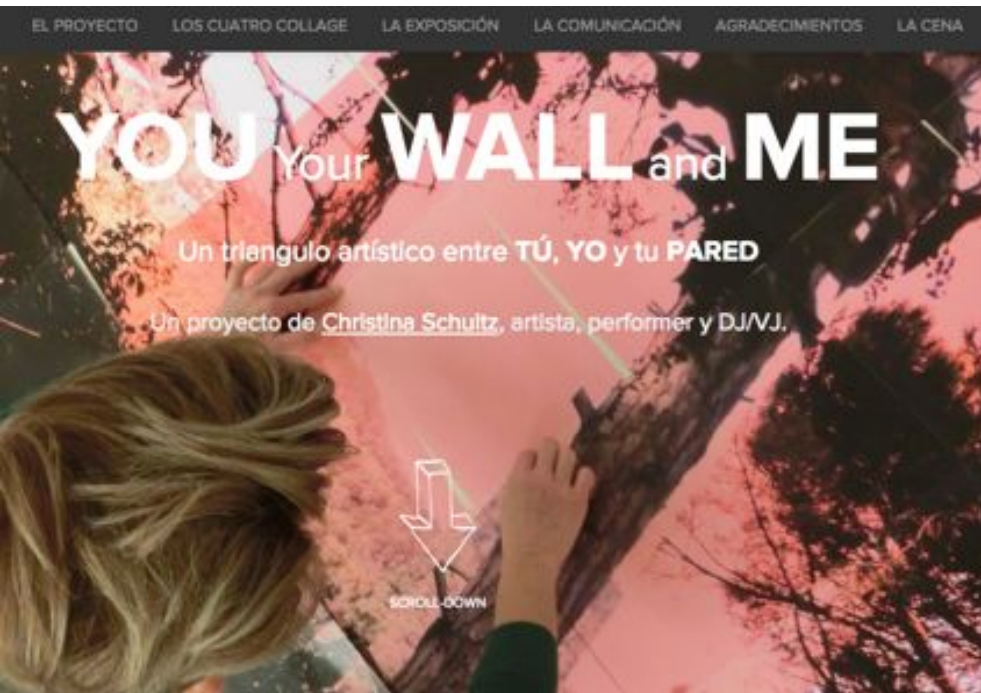 EL PROYECTO LOS CUATRO COLLAGE LA EXPOSICIÓN LA COMUNICACIÓN AGRADECIMIENTOS LA CENA
YOU Your WALL and ME
Un triangulo artístico entre TÚ, YO y tu PARED
Un proyecto de Christina Schultz, artista, performer y DJ/VJ.
SCROLL-DOWN